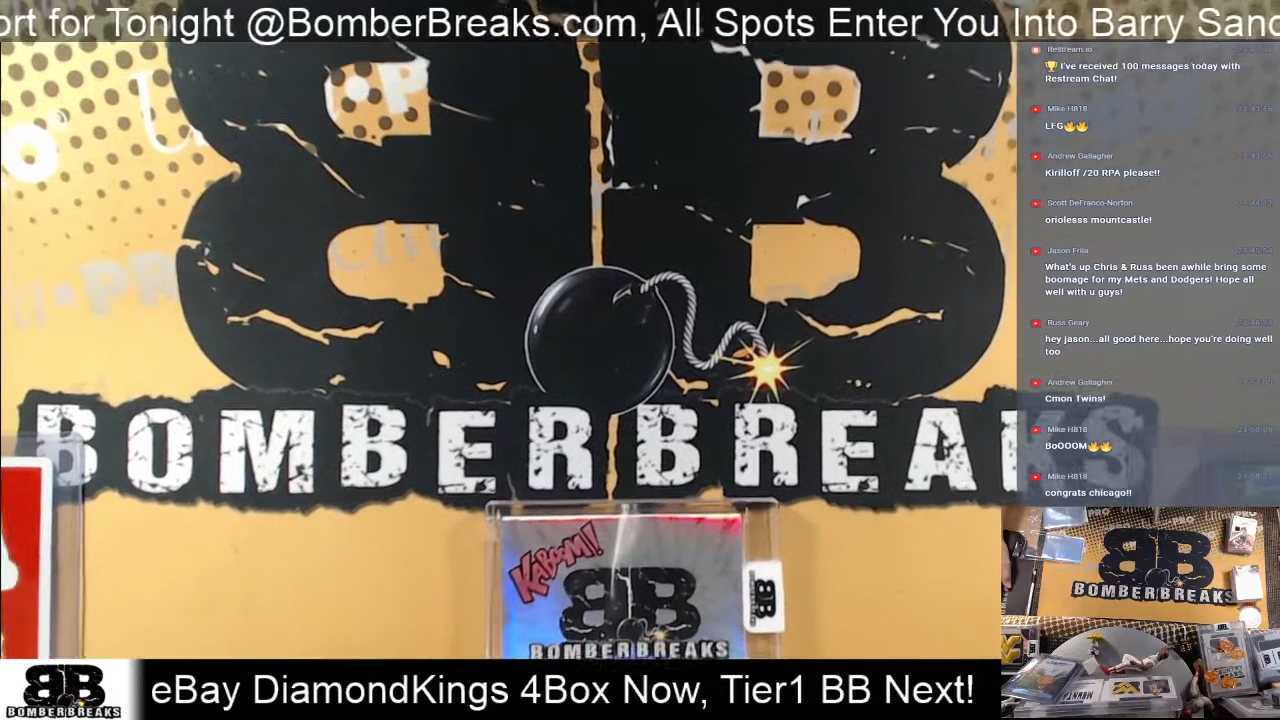 ort for Tonight @BomberBreaks.com, All Spots Enter You Into Barry Sand
Restream.io
🏆 I've received 100 messages today with
Restream Chat!
Mike H818
LFG🔥🔥
Andrew Gallagher
Kirilloff /20 RPA please!!
Scott DeFranco-Norton
oriolesss mountcastle!
Jason Frila
What's up Chris & Russ been awhile bring some
boomage for my Mets and Dodgers! Hope all
well with u guys!
Russ Geary
hey jason...all good here...hope you're doing well
too
Andrew Gallagher
Cmon Twins!
Mike H818
BoOOOM🔥🔥
Mike H818
congrats chicago!!
BB
BOMBERBREAKS
KABOOM!
BB
BOMBERBREAKS
BB
BB
BOMBERBREAKS
BB
BOMBERBREAKS
eBay DiamondKings 4Box Now, Tier1 BB Next!